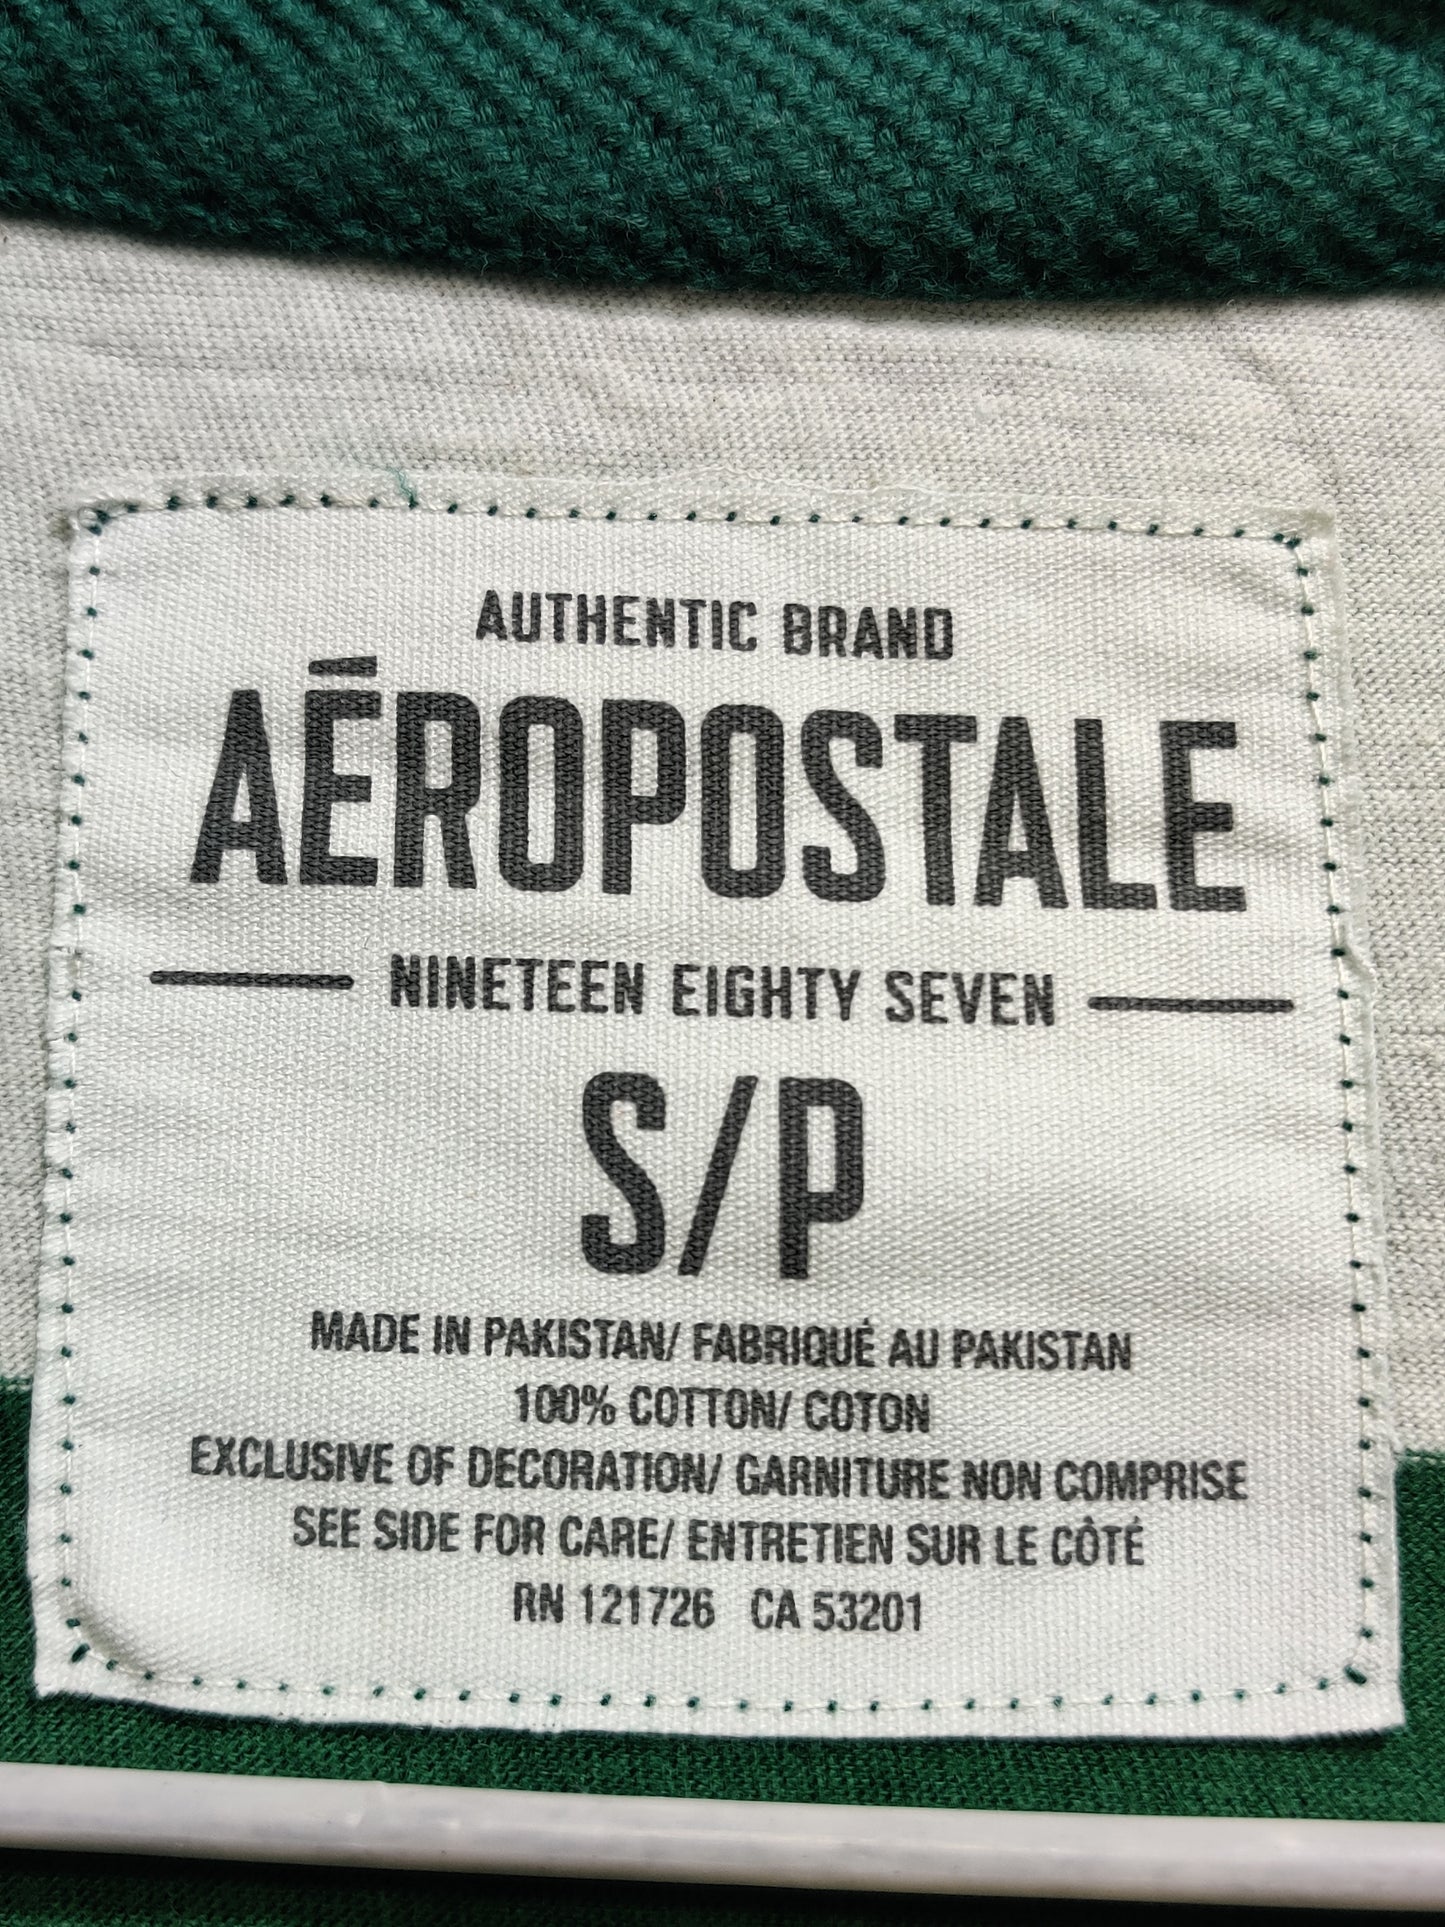 AUTHENTIC BRAND
AÉROPOSTALE
NINETEEN EIGHTY SEVEN
S/P
MADE IN PAKISTAN/ FABRIQUÉ AU PAKISTAN
100% COTTON/ COTON
EXCLUSIVE OF DECORATION/ GARNITURE NON COMPRISE
SEE SIDE FOR CARE/ ENTRETIEN SUR LE CÔTÉ
RN 121726 CA 53201